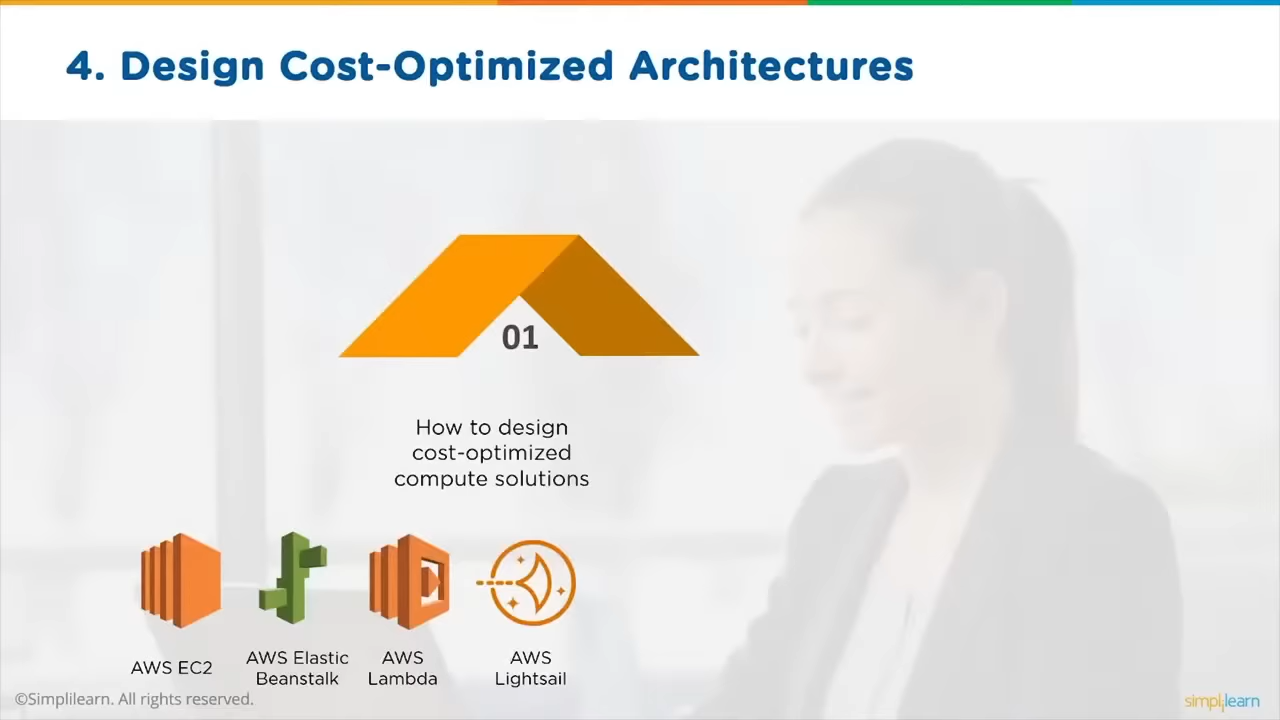 4. Design Cost-Optimized Architectures
01
How to design
cost-optimized
compute solutions
AWS EC2
AWS Elastic
Beanstalk
AWS
Lambda
AWS
Lightsail
©Simplilearn. All rights reserved.
simplilearn